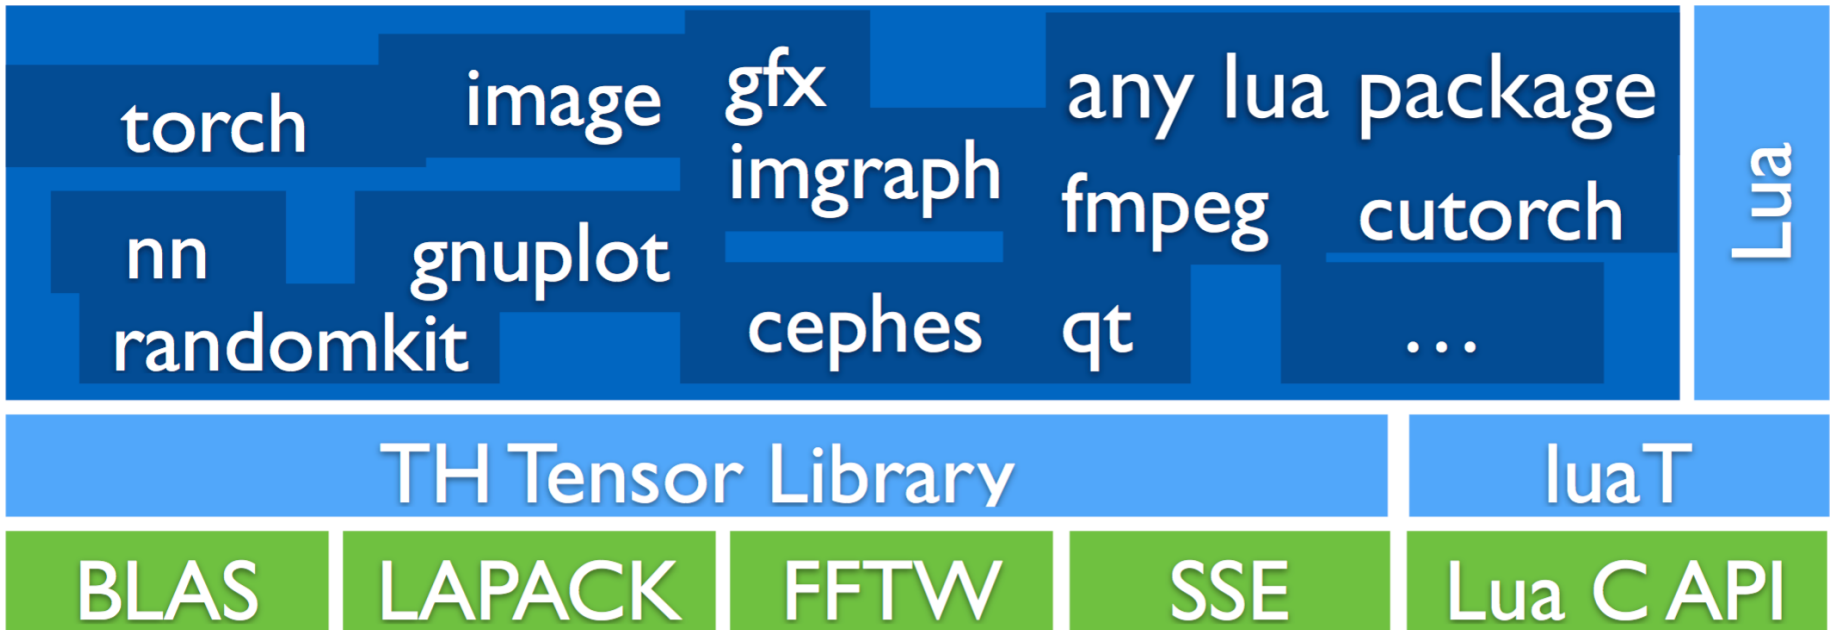 torch
image
gfx
any lua package
imgraph
nn
gnuplot
fmpeg
cutorch
randomkit
cephes
qt
...
Lua
TH Tensor Library
luaT
BLAS
LAPACK
FFTW
SSE
Lua C API